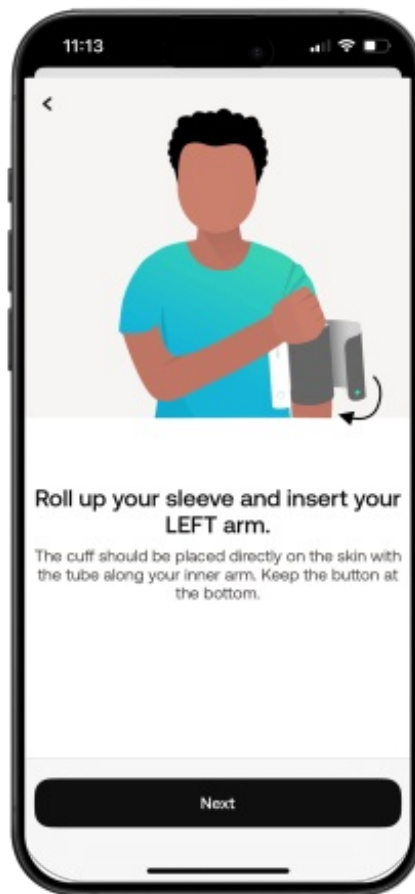 11:13
Roll up your sleeve and insert your
LEFT arm.
The cuff should be placed directly on the skin with
the tube along your inner arm. Keep the button at
the bottom.
Next